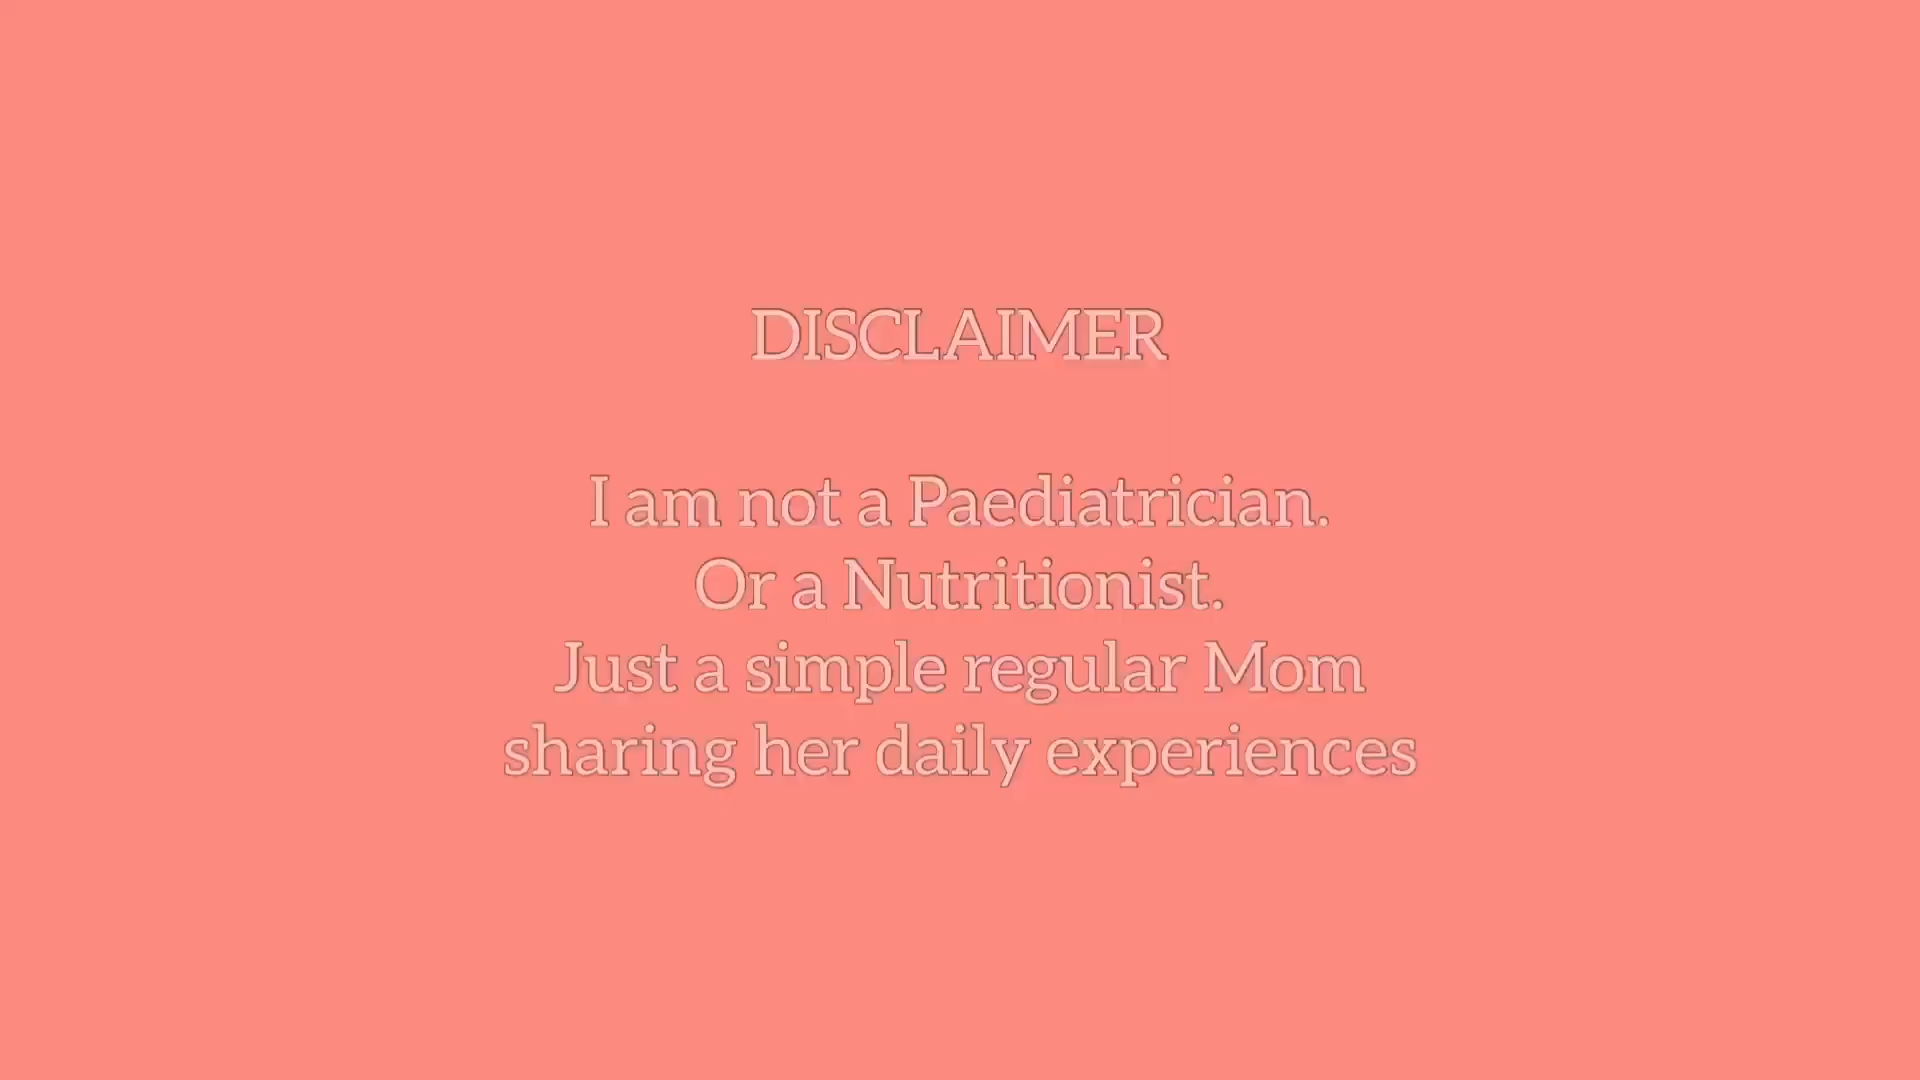 DISCLAIMER
I am not a Paediatrician.
Or a Nutritionist.
Just a simple regular Mom
sharing her daily experiences